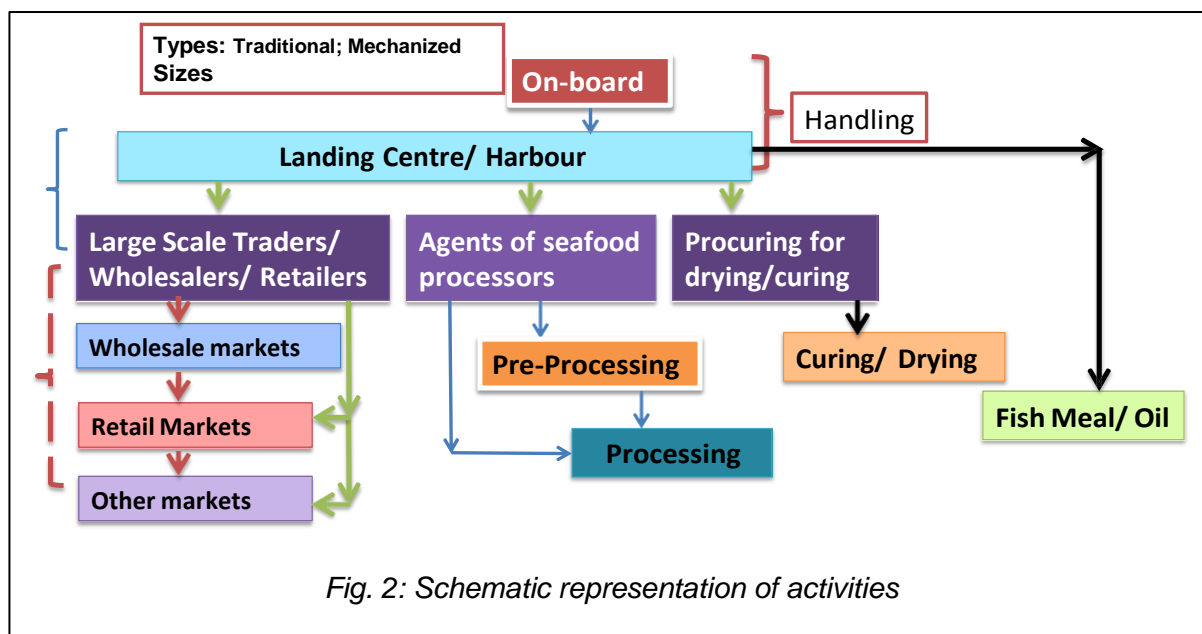 Types: Traditional; Mechanized
Sizes
On-board
Handling
Landing Centre/ Harbour
Large Scale Traders/
Wholesalers/ Retailers
Agents of seafood
processors
Procuring for
drying/curing
Wholesale markets
Pre-Processing
Curing/ Drying
Retail Markets
Fish Meal/ Oil
Processing
Other markets
Fig. 2: Schematic representation of activities